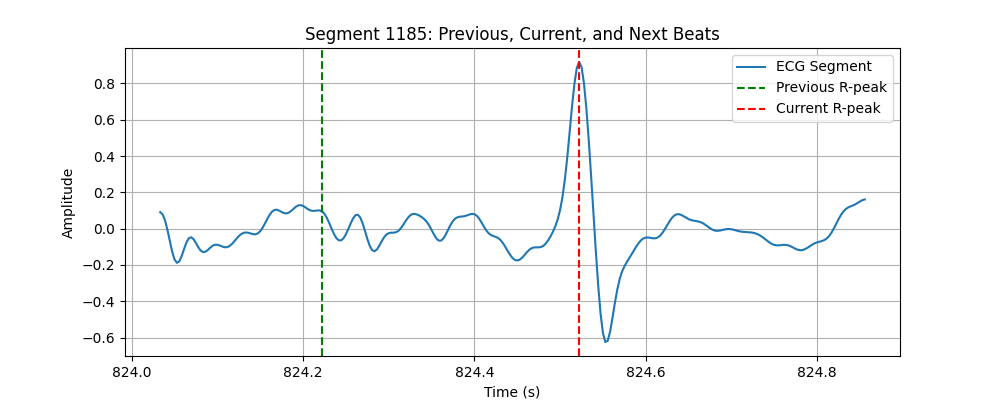 Segment 1185: Previous, Current, and Next Beats
ECG Segment
Previous R-peak
Current R-peak
Amplitude
0.8
0.6
0.4
0.2
0.0
−0.2
−0.4
−0.6
824.0 824.2 824.4 824.6 824.8
Time (s)